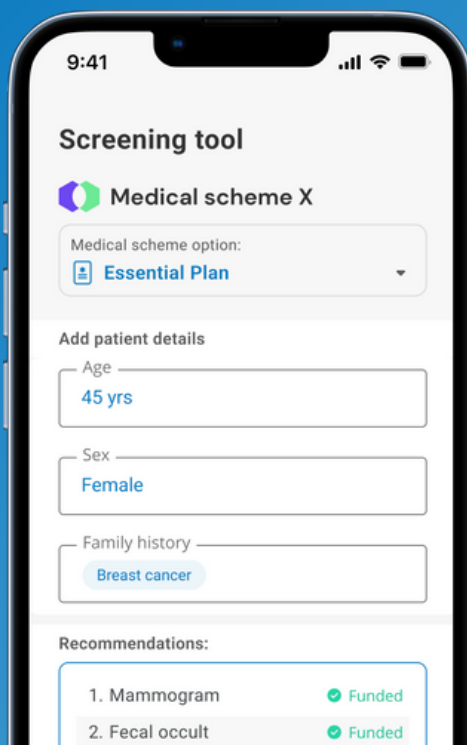 9:41
Screening tool
Medical scheme X
Medical scheme option:
Essential Plan
Add patient details
Age
45 yrs
Sex
Female
Family history
Breast cancer
Recommendations:
1. Mammogram Funded
2. Fecal occult Funded